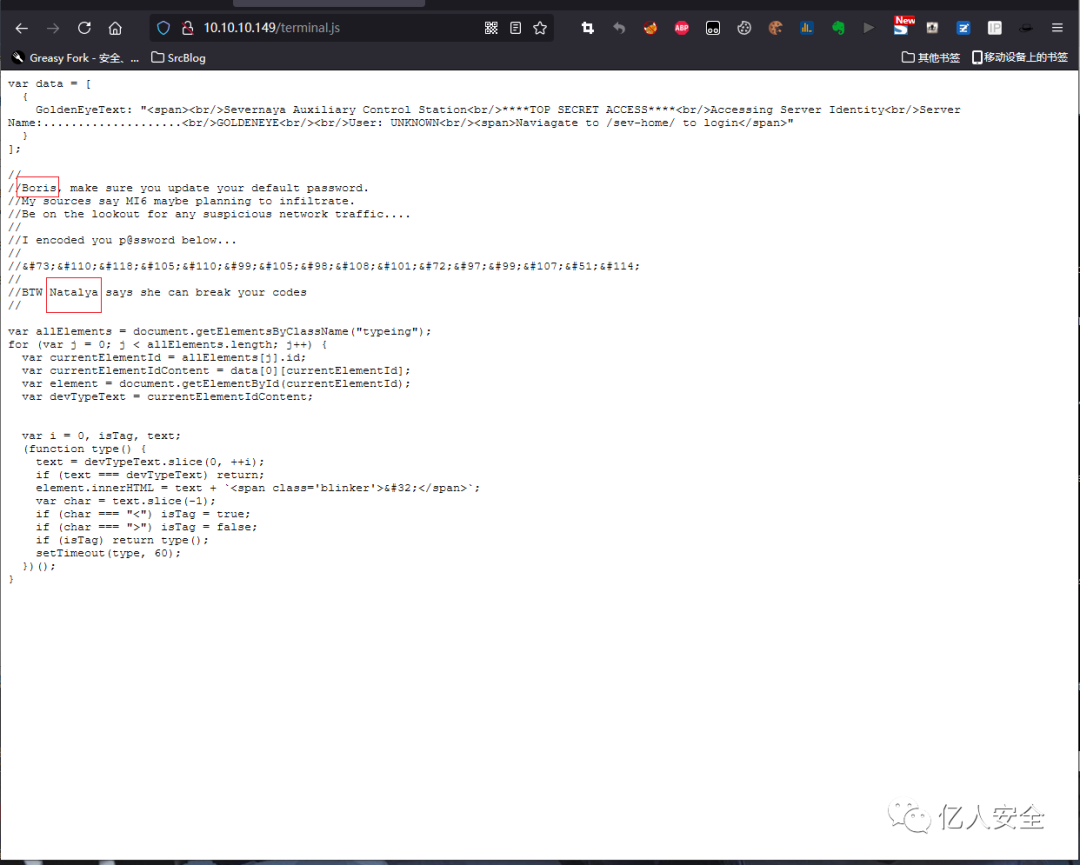 10.10.10.149/terminal.js
ABP
New
IP
Greasy Fork - 安全、...
SrcBlog
其他书签
移动设备上的书签
var data = [
  {
    GoldenEyeText: "<span><br/>Severnaya Auxiliary Control Station<br/>****TOP SECRET ACCESS****<br/>Accessing Server Identity<br/>Server
Name:....................<br/>GOLDENEYE<br/><br/>User: UNKNOWN<br/><span>Naviagate to /sev-home/ to login</span>"
  }
];
//
//Boris, make sure you update your default password.
//My sources say MI6 maybe planning to infiltrate.
//Be on the lookout for any suspicious network traffic....
//
//I encoded you p@ssword below...
//
//&#73;&#110;&#118;&#105;&#110;&#99;&#105;&#98;&#108;&#101;&#72;&#97;&#99;&#107;&#51;&#114;
//
//BTW Natalya says she can break your codes
//
var allElements = document.getElementsByClassName("typeing");
for (var j = 0; j < allElements.length; j++) {
  var currentElementId = allElements[j].id;
  var currentElementIdContent = data[0][currentElementId];
  var element = document.getElementById(currentElementId);
  var devTypeText = currentElementIdContent;
  var i = 0, isTag, text;
  (function type() {
    text = devTypeText.slice(0, ++i);
    if (text === devTypeText) return;
    element.innerHTML = text + `<span class='blinker'>&#32;</span>`;
    var char = text.slice(-1);
    if (char === "<") isTag = true;
    if (char === ">") isTag = false;
    if (isTag) return type();
    setTimeout(type, 60);
  })();
}
亿人安全